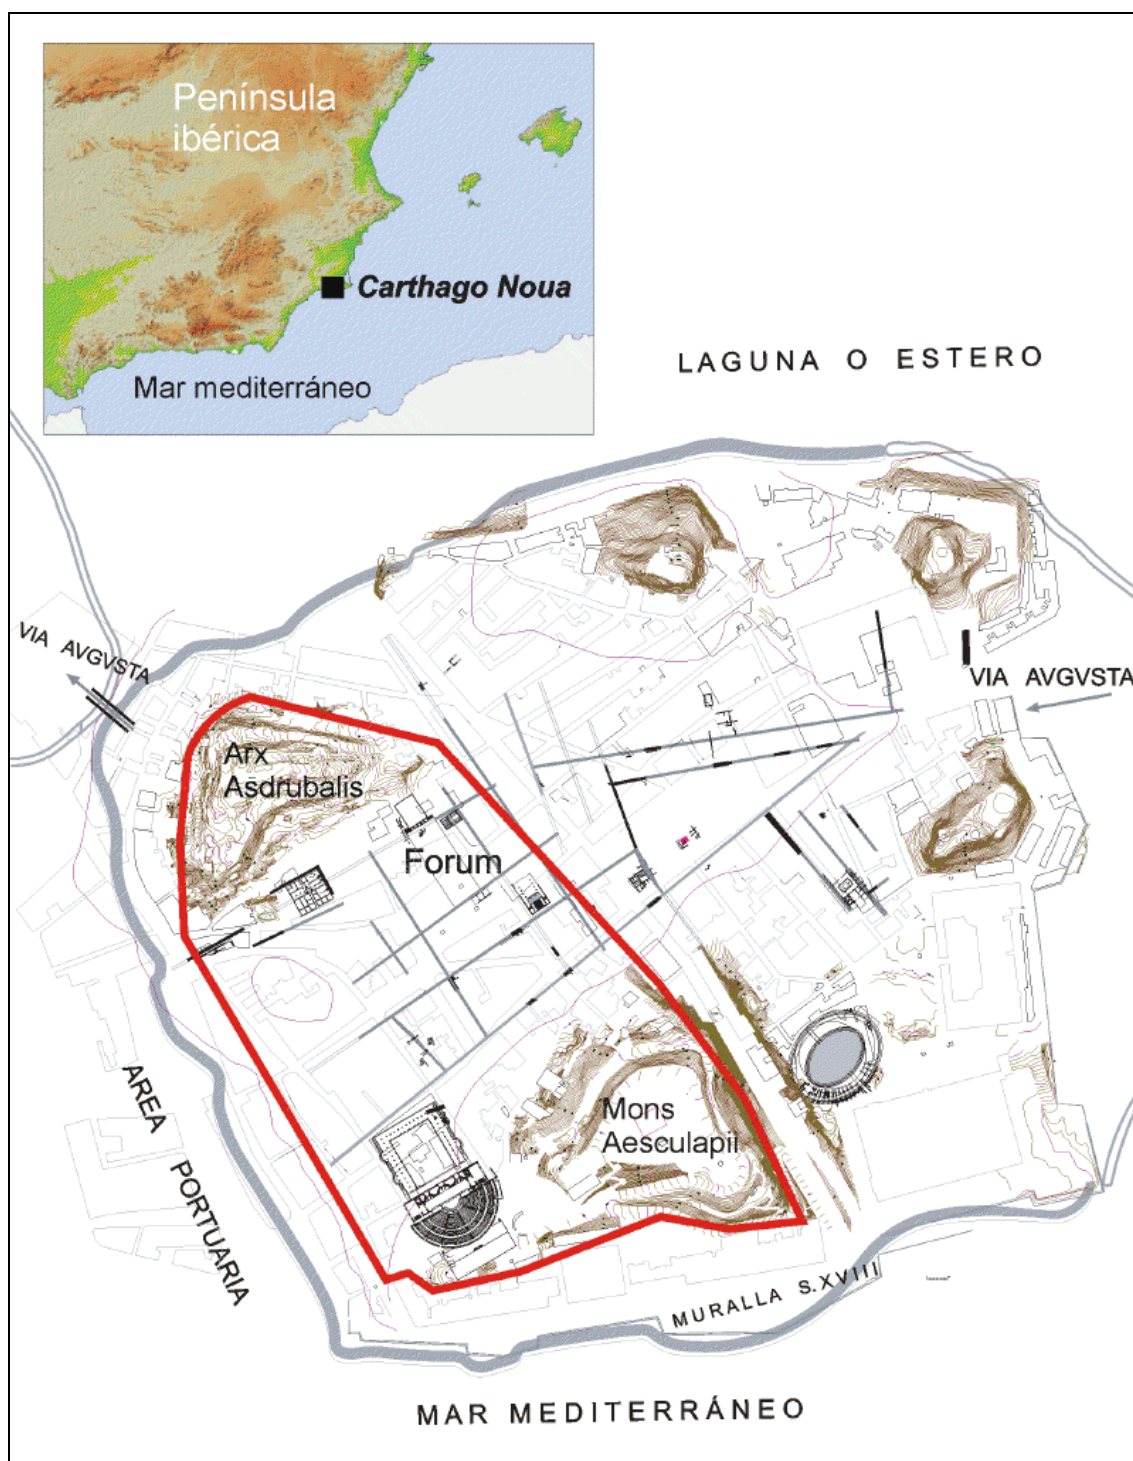 Península
ibérica
Carthago Noua
Mar mediterráneo
LAGUNA O ESTERO
VIA AVGVSTA
VIA AVGVSTA
Arx
Asdrubalis
Forum
Mons
Aesculapii
AREA
PORTUARIA
MURALLA S.XVIII
MAR MEDITERRÁNEO